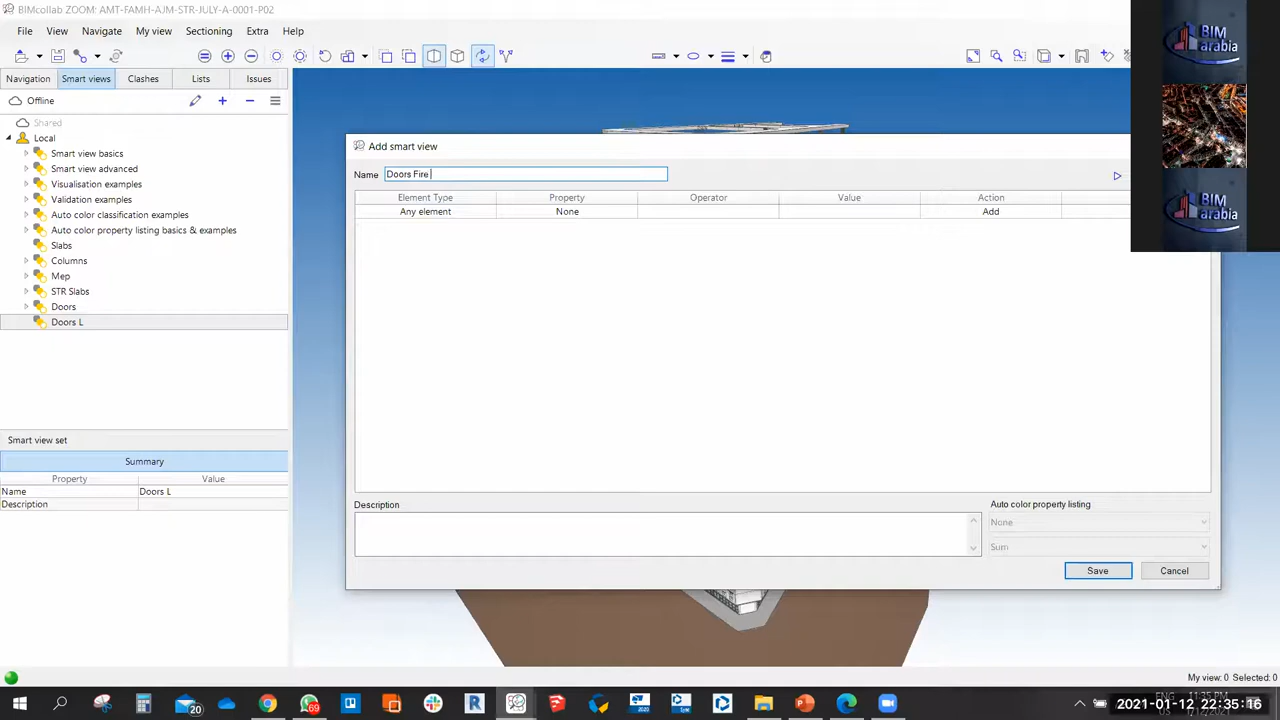 BIMcollab ZOOM: AMT-FAMH-AJM-STR-JULY-A-0001-P02
File View Navigate My view Sectioning Extra Help
Navigation Smart views Clashes Lists Issues
Offline
Shared
Local
Smart view basics
Smart view advanced
Visualisation examples
Validation examples
Auto color classification examples
Auto color property listing basics & examples
Slabs
Columns
Mep
STR Slabs
Doors
Doors L
Smart view set
Summary
Property Value
Name Doors L
Description
Add smart view
Name Doors Fire
Element Type Property Operator Value Action
Any element None Add
Description
Auto color property listing
None
Sum
Save Cancel
BIM
arabia
BIM
arabia
My view: 0 Selected: 0
20
69
2021-01-12 22:35:16